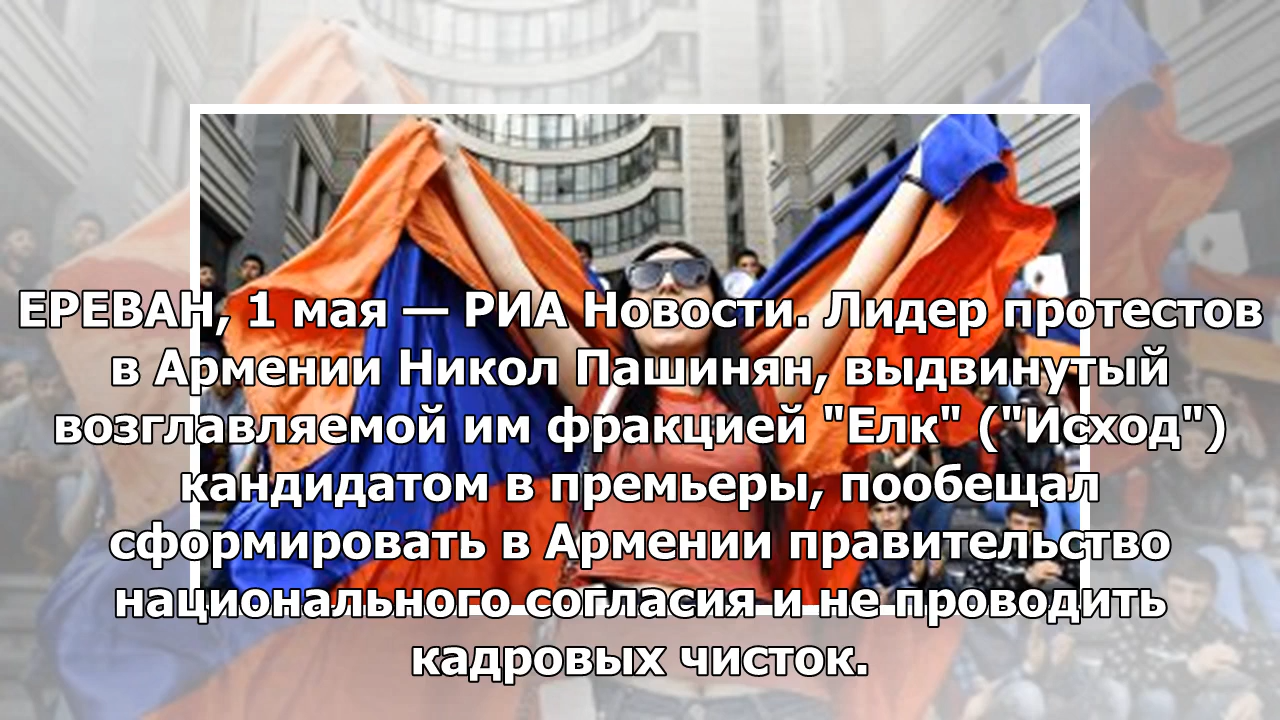 ЕРЕВАН, 1 мая — РИА Новости. Лидер протестов
в Армении Никол Пашинян, выдвинутый
возглавляемой им фракцией "Елк" ("Исход")
кандидатом в премьеры, пообещал
сформировать в Армении правительство
национального согласия и не проводить
кадровых чисток.